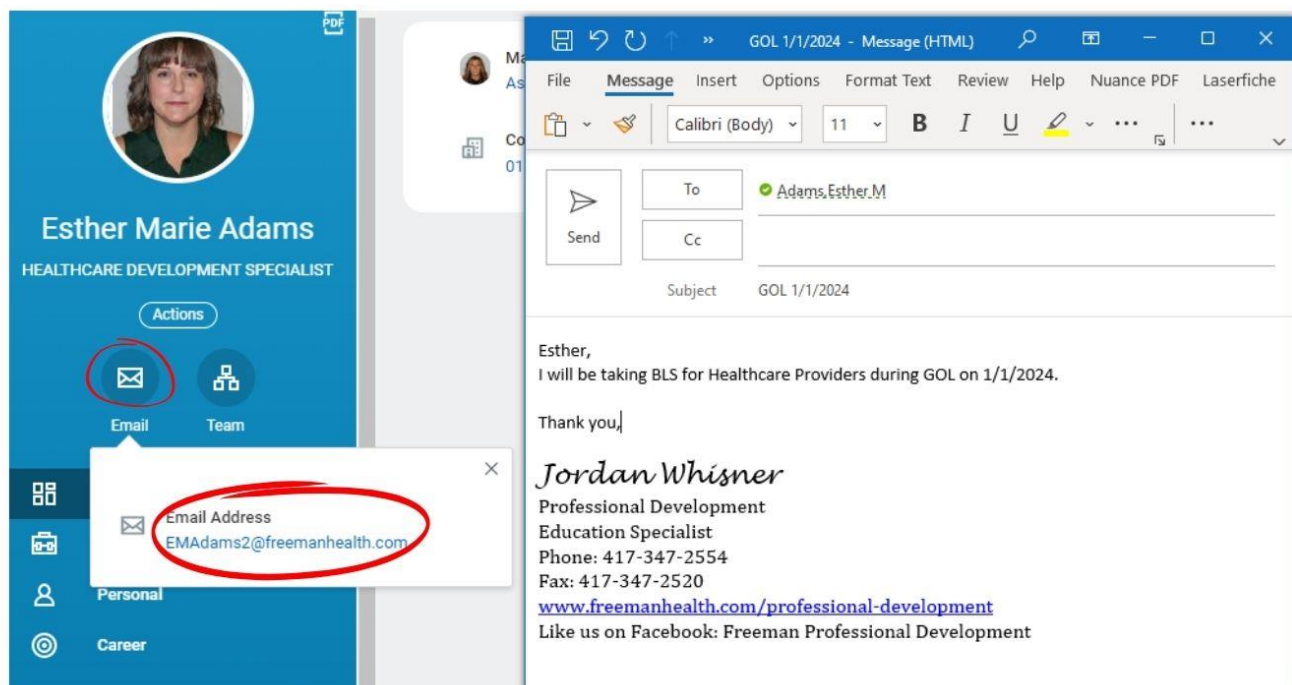 PDF
Esther Marie Adams
HEALTHCARE DEVELOPMENT SPECIALIST
Actions
Email
Team
Email Address
EMAdams2@freemanhealth.com
Personal
Career
Ma
As
Co
01
GOL 1/1/2024 - Message (HTML)
File Message Insert Options Format Text Review Help Nuance PDF Laserfiche
Calibri (Body) 11 B I U
Send
To
Adams,Esther M
Cc
Subject
GOL 1/1/2024
Esther,
I will be taking BLS for Healthcare Providers during GOL on 1/1/2024.
Thank you,
Jordan Whisner
Professional Development
Education Specialist
Phone: 417-347-2554
Fax: 417-347-2520
www.freemanhealth.com/professional-development
Like us on Facebook: Freeman Professional Development